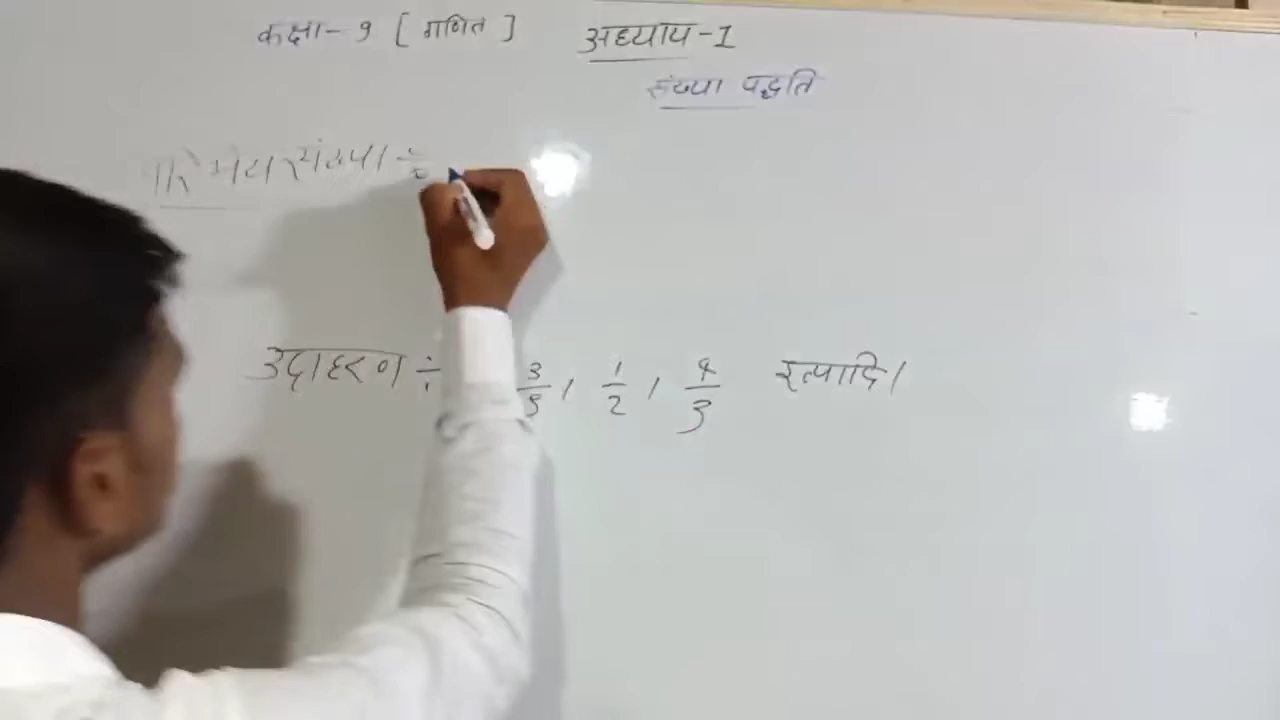 कक्षा - 9 [ गणित ] अध्याय - 1
संख्या पद्धति
परिमेय संख्या ÷
उदाहरण ÷ 3/5, 1/2, 4/3 इत्यादि।